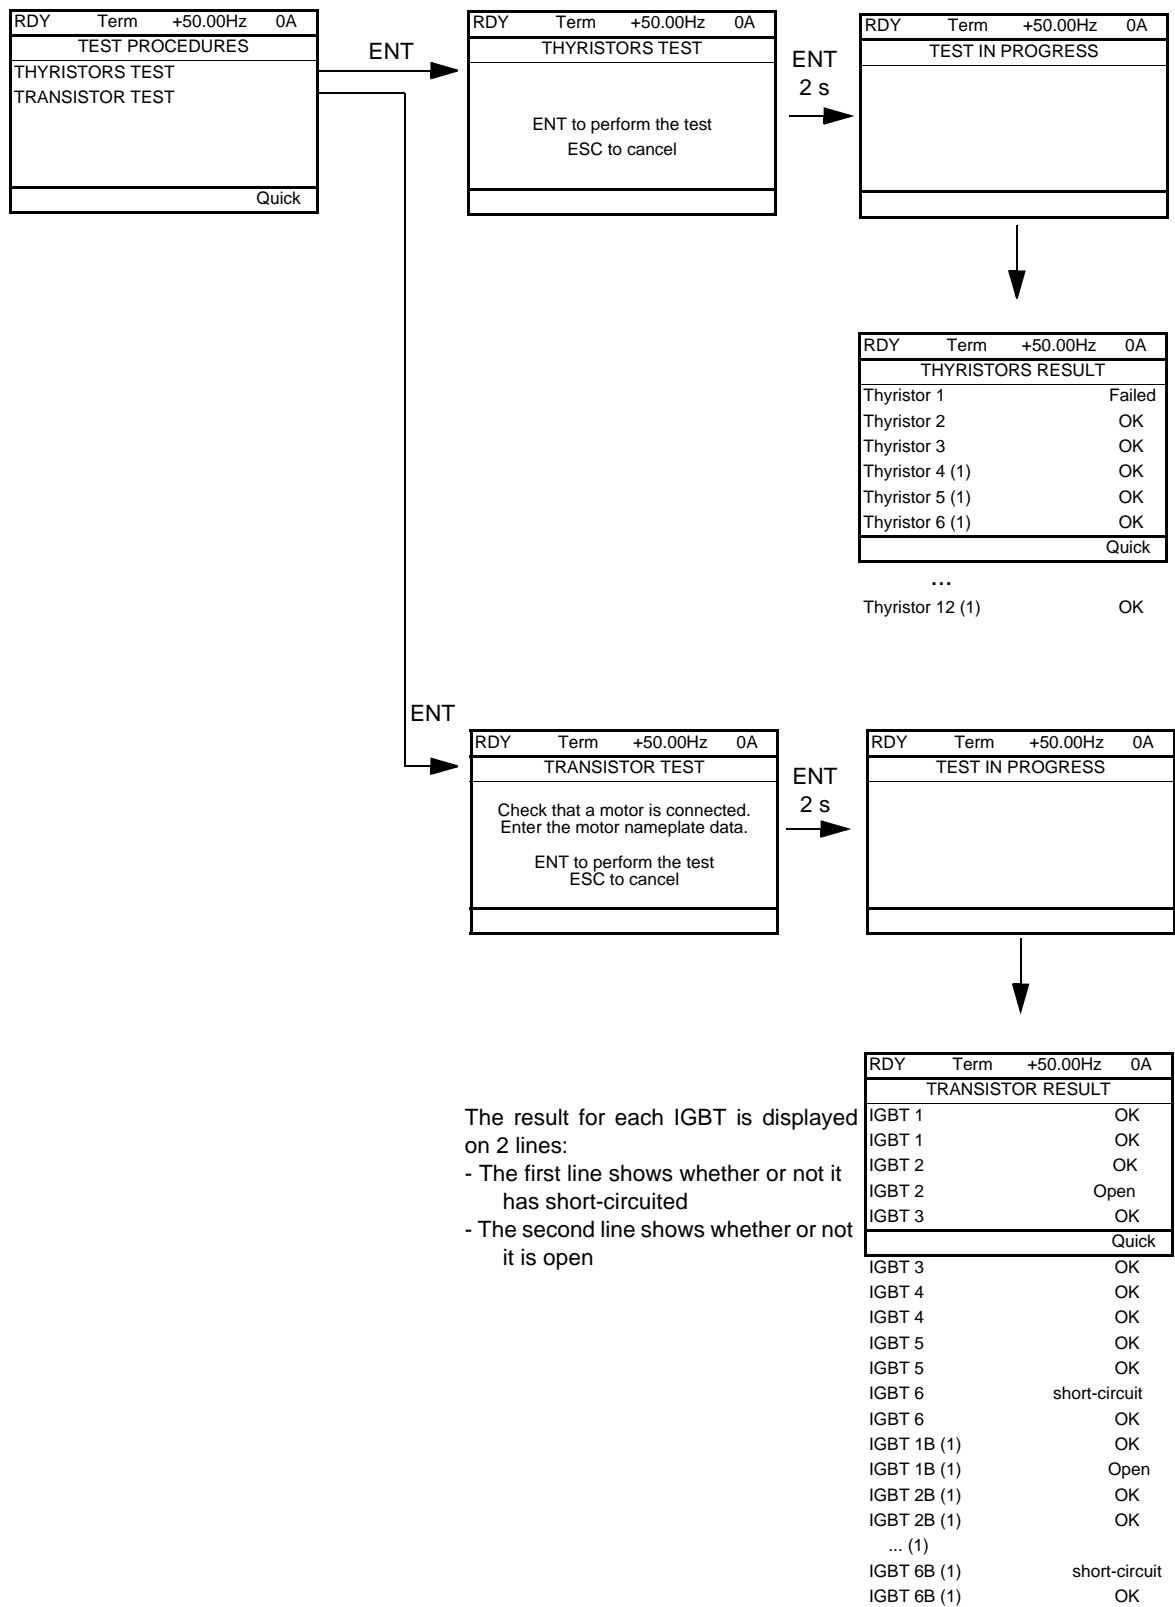 RDY Term +50.00Hz 0A
TEST PROCEDURES
THYRISTORS TEST
TRANSISTOR TEST
Quick
ENT
RDY Term +50.00Hz 0A
THYRISTORS TEST
ENT to perform the test
ESC to cancel
ENT
2 s
RDY Term +50.00Hz 0A
TEST IN PROGRESS
RDY Term +50.00Hz 0A
THYRISTORS RESULT
Thyristor 1 Failed
Thyristor 2 OK
Thyristor 3 OK
Thyristor 4 (1) OK
Thyristor 5 (1) OK
Thyristor 6 (1) OK
Quick
...
Thyristor 12 (1) OK
ENT
RDY Term +50.00Hz 0A
TRANSISTOR TEST
Check that a motor is connected.
Enter the motor nameplate data.
ENT to perform the test
ESC to cancel
ENT
2 s
RDY Term +50.00Hz 0A
TEST IN PROGRESS
The result for each IGBT is displayed
on 2 lines:
- The first line shows whether or not it
has short-circuited
- The second line shows whether or not
it is open
RDY Term +50.00Hz 0A
TRANSISTOR RESULT
IGBT 1 OK
IGBT 1 OK
IGBT 2 OK
IGBT 2 Open
IGBT 3 OK
Quick
IGBT 3 OK
IGBT 4 OK
IGBT 4 OK
IGBT 5 OK
IGBT 5 OK
IGBT 6 short-circuit
IGBT 6 OK
IGBT 1B (1) OK
IGBT 1B (1) Open
IGBT 2B (1) OK
IGBT 2B (1) OK
... (1)
IGBT 6B (1) short-circuit
IGBT 6B (1) OK